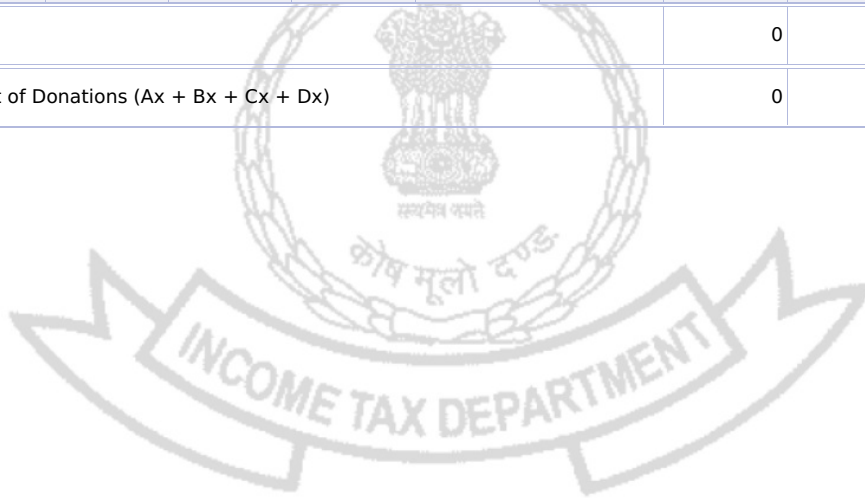 0
of Donations (Ax + Bx + Cx + Dx) 0
सत्यमेव जयते
कोष मूलो दण्डः
INCOME TAX DEPARTMENT